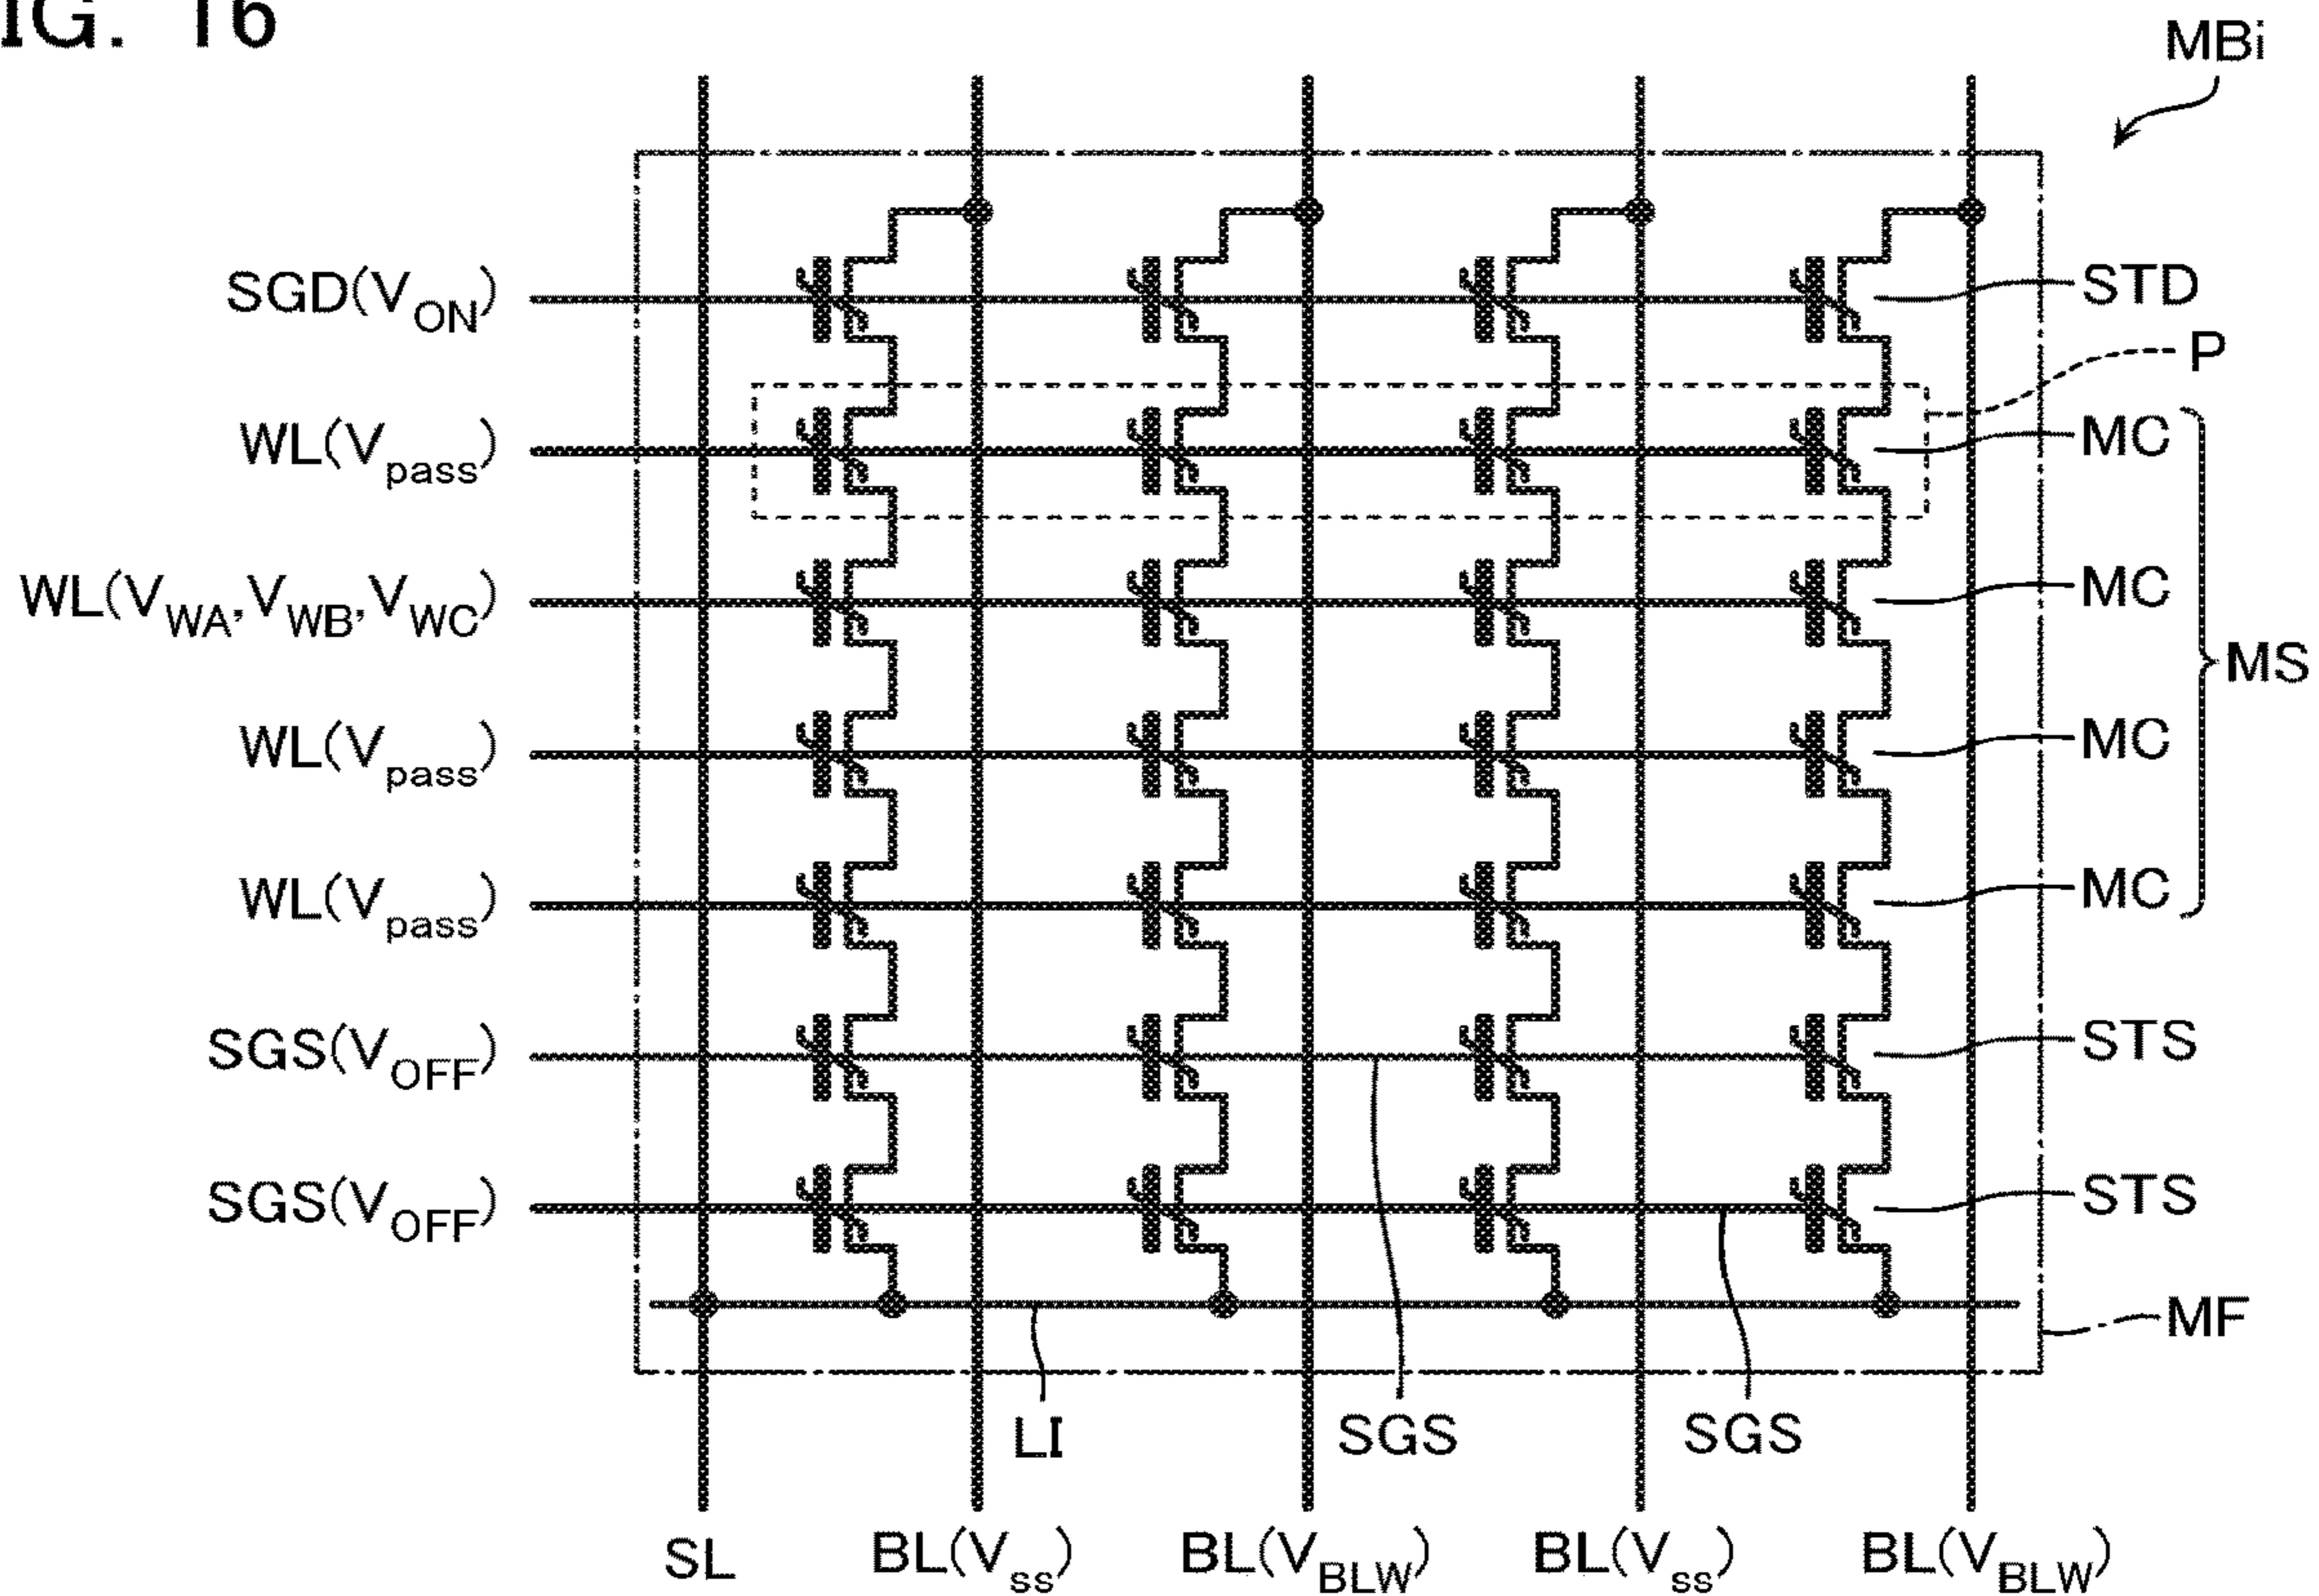 IG. 16
MBi
SGD(VON)
STD
P
WL(Vpass)
MC
WL(VWA,VWB,VWC)
MC
MS
WL(Vpass)
MC
WL(Vpass)
MC
SGS(VOFF)
STS
SGS(VOFF)
STS
MF
LI
SGS
SGS
SL
BL(Vss)
BL(VBLW)
BL(Vss)
BL(VBLW)